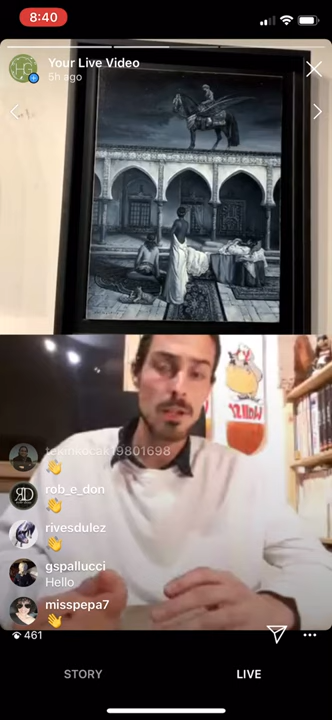 8:40
Your Live Video
5h ago
rob_e_don
rivesdulez
gspallucci
Hello
misspepa7
461
STORY
LIVE